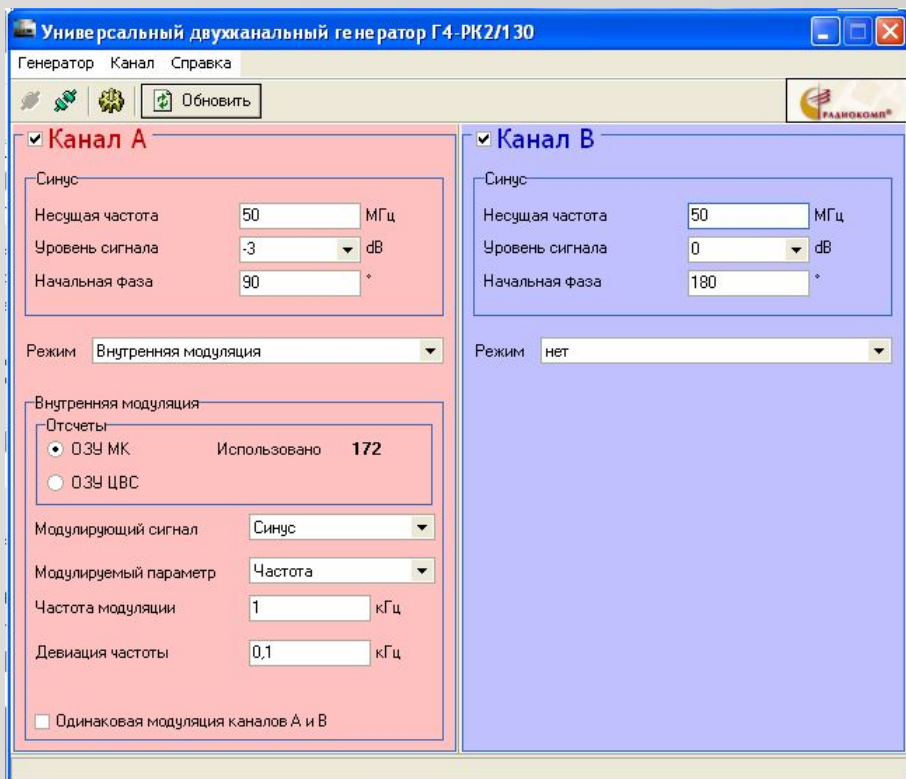 Универсальный двухканальный генератор Г4-РК2/130
Генератор Канал Справка
Обновить
РАДИОКОМП®
Канал А
Синус
Несущая частота 50 МГц
Уровень сигнала -3 dB
Начальная фаза 90 °
Режим Внутренняя модуляция
Внутренняя модуляция
Отсчеты
ОЗУ МК Использовано 172
ОЗУ ЦВС
Модулирующий сигнал Синус
Модулируемый параметр Частота
Частота модуляции 1 кГц
Девиация частоты 0,1 кГц
Одинаковая модуляция каналов А и В
Канал В
Синус
Несущая частота 50 МГц
Уровень сигнала 0 dB
Начальная фаза 180 °
Режим нет